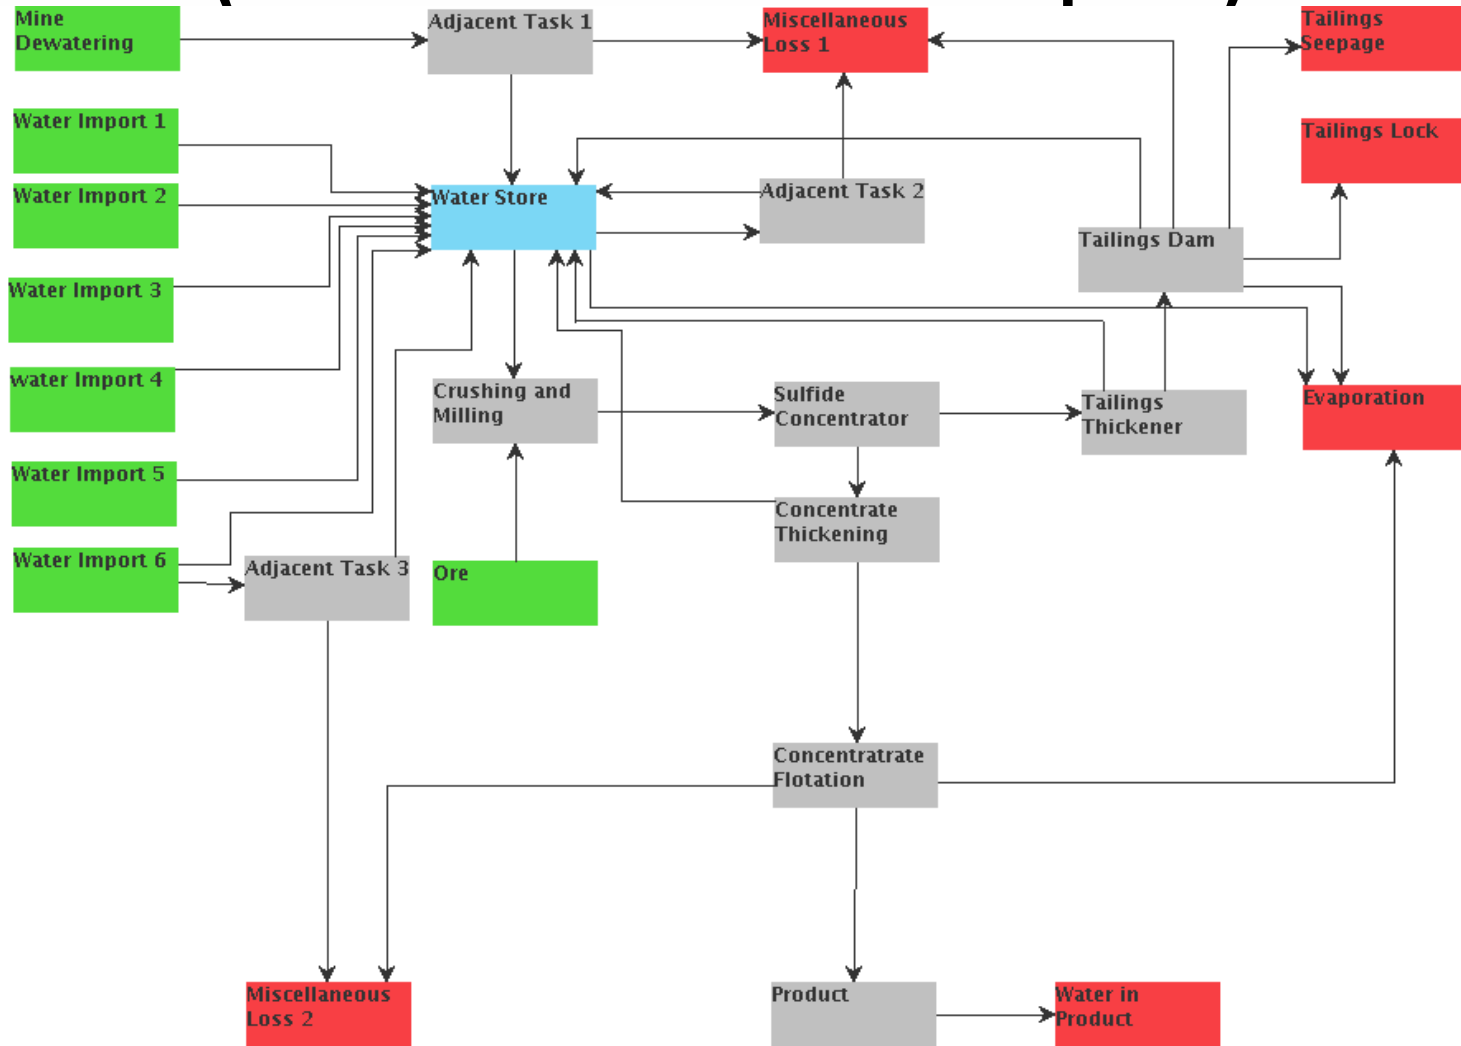 Mine
Dewatering
Adjacent Task 1
Miscellaneous
Loss 1
Tailings
Seepage
Water Import 1
Tailings Lock
Water Import 2
Water Store
Adjacent Task 2
Tailings Dam
Water Import 3
water Import 4
Crushing and
Milling
Sulfide
Concentrator
Tailings
Thickener
Evaporation
Water Import 5
Concentrate
Thickening
Water Import 6
Adjacent Task 3
Ore
Concentratrate
Flotation
Miscellaneous
Loss 2
Product
Water in
Product